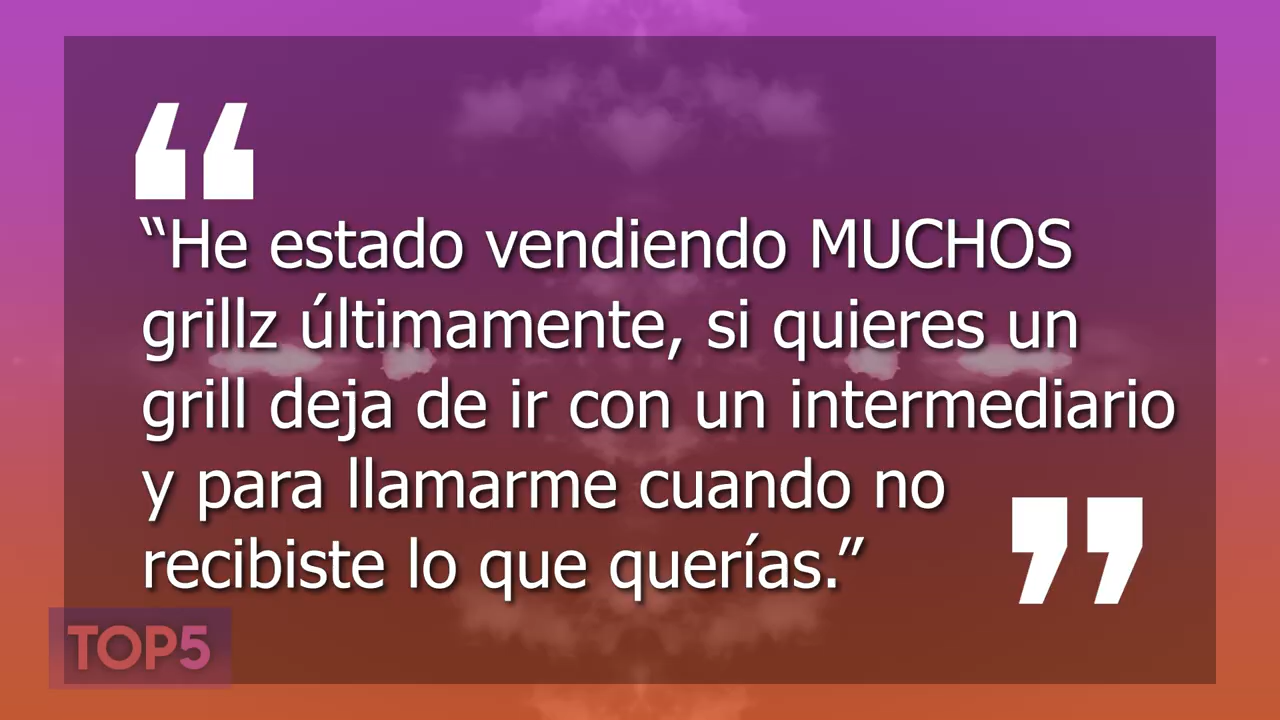 “He estado vendiendo MUCHOS
grillz últimamente, si quieres un
grill deja de ir con un intermediario
y para llamarme cuando no
recibiste lo que querías.”
TOP5